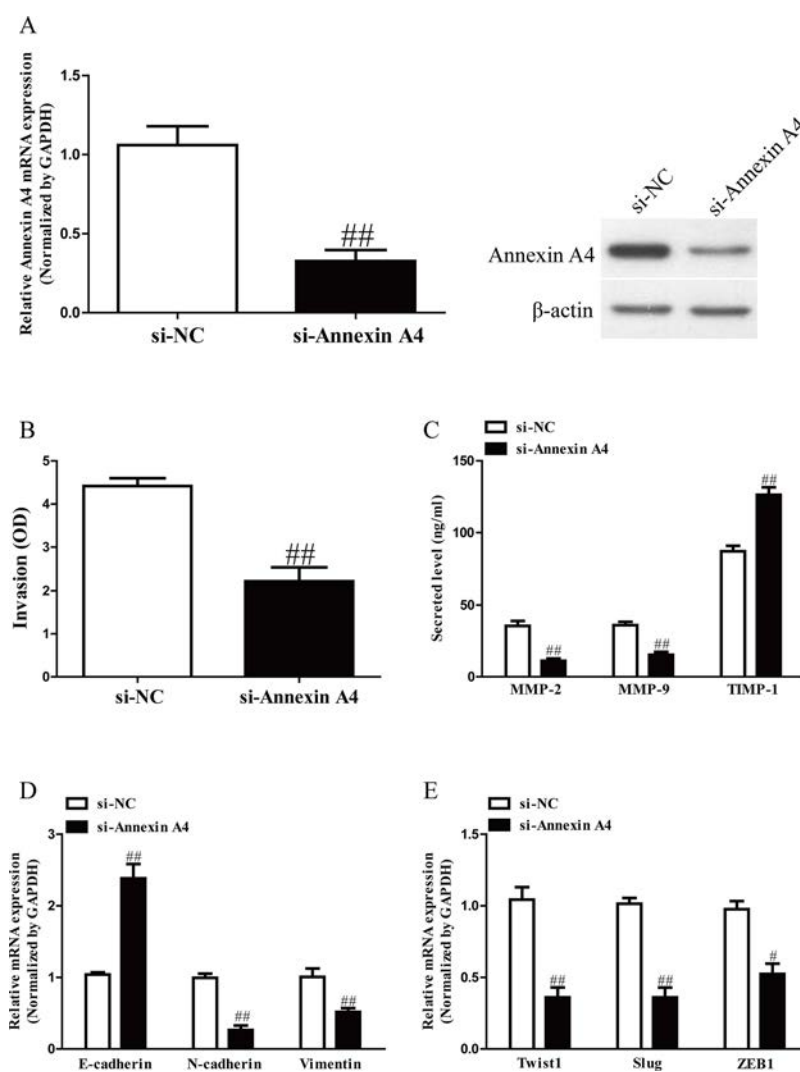 A
Relative Annexin A4 mRNA expression
(Normalized by GAPDH)
1.5
1.0
0.5
0.0
##
si-NC
si-Annexin A4
si-NC
si-Annexin A4
Annexin A4
β-actin
B
Invasion (OD)
5
4
3
2
1
0
##
si-NC
si-Annexin A4
C
si-NC
si-Annexin A4
Secreted level (ng/ml)
150
100
50
0
##
##
##
MMP-2
MMP-9
TIMP-1
D
si-NC
si-Annexin A4
Relative mRNA expression
(Normalized by GAPDH)
3
2
1
0
##
##
##
E-cadherin
N-cadherin
Vimentin
E
si-NC
si-Annexin A4
Relative mRNA expression
(Normalized by GAPDH)
1.5
1.0
0.5
0.0
##
##
#
Twist1
Slug
ZEB1